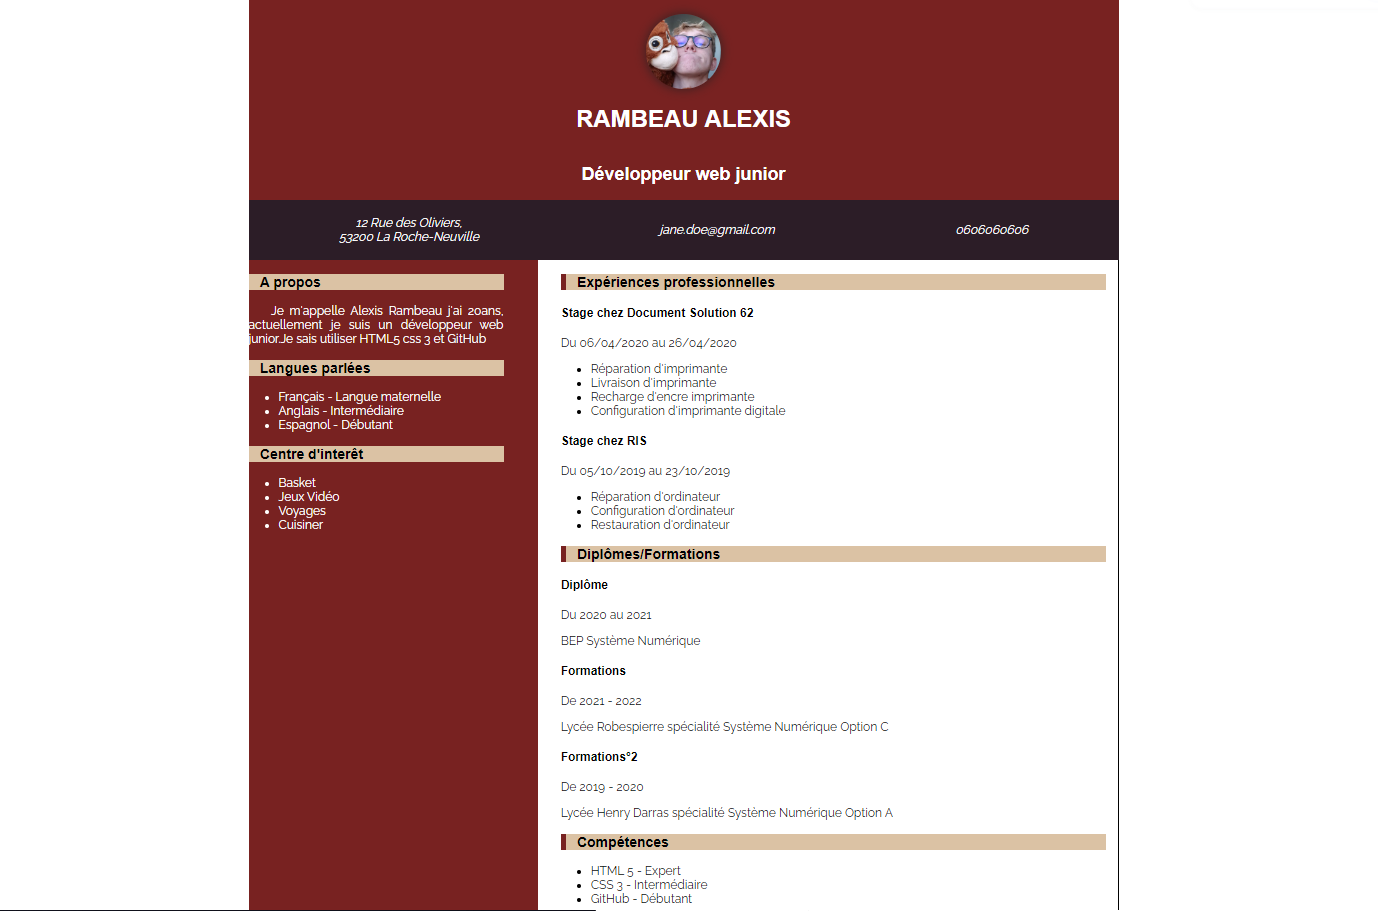 RAMBEAU ALEXIS
Développeur web junior
12 Rue des Oliviers,
53200 La Roche-Neuville
jane.doe@gmail.com
0606060606
A propos
Je m'appelle Alexis Rambeau j'ai 20ans,
actuellement je suis un développeur web
junior.Je sais utiliser HTML5 css 3 et GitHub
Langues parlées
Français - Langue maternelle
Anglais - Intermédiaire
Espagnol - Débutant
Centre d'interêt
Basket
Jeux Vidéo
Voyages
Cuisiner
Expériences professionnelles
Stage chez Document Solution 62
Du 06/04/2020 au 26/04/2020
Réparation d'imprimante
Livraison d'imprimante
Recharge d'encre imprimante
Configuration d'imprimante digitale
Stage chez RIS
Du 05/10/2019 au 23/10/2019
Réparation d'ordinateur
Configuration d'ordinateur
Restauration d'ordinateur
Diplômes/Formations
Diplôme
Du 2020 au 2021
BEP Système Numérique
Formations
De 2021 - 2022
Lycée Robespierre spécialité Système Numérique Option C
Formations°2
De 2019 - 2020
Lycée Henry Darras spécialité Système Numérique Option A
Compétences
HTML 5 - Expert
CSS 3 - Intermédiaire
GitHub - Débutant